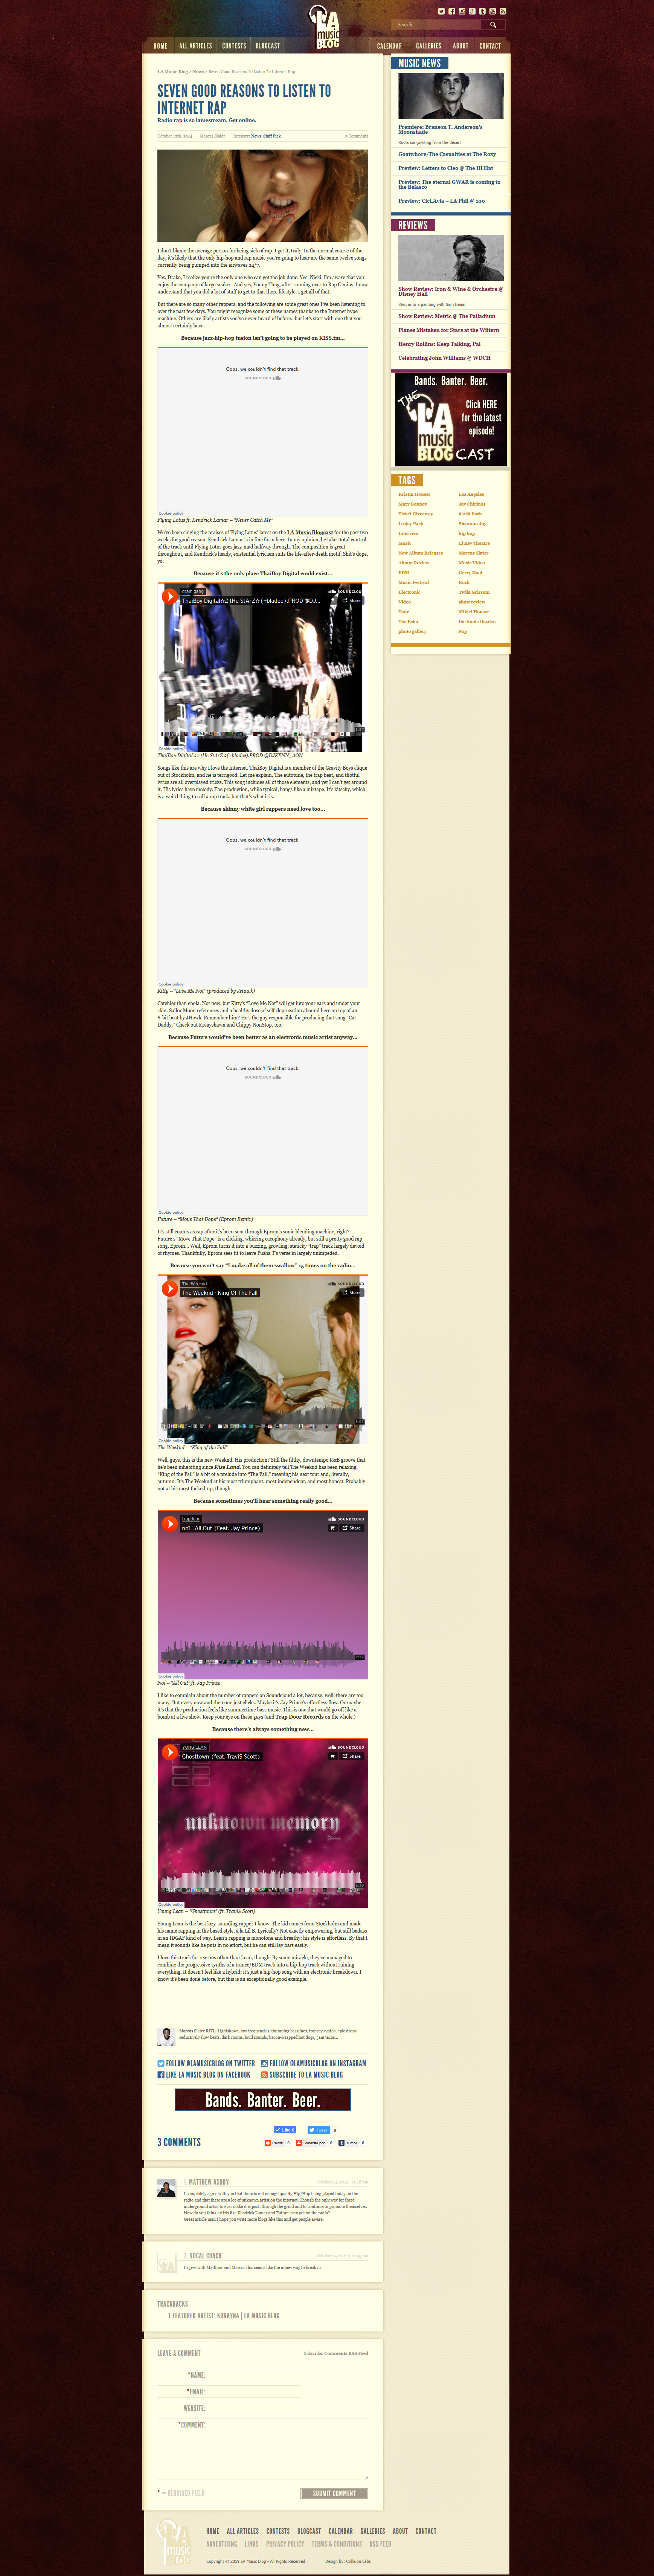 THE LA MUSIC BLOG
Search
HOME ALL ARTICLES CONTESTS BLOGCAST CALENDAR GALLERIES ABOUT CONTACT
LA Music Blog » News » Seven Good Reasons To Listen To Internet Rap
SEVEN GOOD REASONS TO LISTEN TO
INTERNET RAP
Radio rap is so lamestream. Get online.
October 13th, 2014 Marcus Slater Category: News, Staff Pick 3 Comments
I don't blame the average person for being sick of rap. I get it, truly. In the normal course of the
day, it's likely that the only hip-hop and rap music you're going to hear are the same twelve songs
currently getting pumped into the airwaves 24/7.
Yes, Drake, I realize you're the only one who can get the job done. Yes, Nicki, I'm aware that you
enjoy the company of large snakes. And yes, Young Thug, after running over to Rap Genius, I now
understand that you did a lot of stuff to get to these lifestyle. I get all of that.
But there are so many other rappers, and the following are some great ones I've been listening to
over the past few days. You might recognize some of these names thanks to the Internet hype
machine. Others are likely artists you've never heard of before., but let's start with one that you
almost certainly have.
Because jazz-hip-hop fusion isn't going to be played on KISS.fm…
Oops, we couldn't find that track.
SOUNDCLOUD
Cookie policy
Flying Lotus ft. Kendrick Lamar – "Never Catch Me"
We've been singing the praises of Flying Lotus' latest on the LA Music Blogcast for the past two
weeks for good reason. Kendrick Lamar is in fine form here. In my opinion, he takes total control
of the track until Flying Lotus goes jazz-mad halfway through. The composition is great
throughout, and Kendrick's heady, existential lyricism suits the idea of life-after-death motif. Shit's dope,
yo.
Because it's the only place ThaiBoy Digital could exist…
drain gang
ThaiBoy Digital☆2 tHe StArZ☆(+bladee).PROD @DJ...
SOUNDCLOUD
Share
Cookie policy
ThaiBoy Digital ☆2 tHe StArZ ☆(+bladee).PROD @DJKENN_AON
Songs like this are why I love the Internet. ThaiBoy Digital is a member of the Gravity Boys clique
out of Stockholm, and he is terrigood. Let me explain. The autotune, the trap beat, and thotful
lyrics are all overplayed tricks. This song includes all of those elements, and yet I can't get around
it. His lyrics have melody. The production, while typical, bangs like a mixtape. It's kitschy, which
is a weird thing to call a rap track, but that's what it is.
Because skinny white girl rappers need love too…
Oops, we couldn't find that track.
SOUNDCLOUD
Cookie policy
Kitty – "Love Me Not" (produced by JHawk)
Catchier than ebola. Not new, but Kitty's "Love Me Not" will get into your ears and under your
skin. Sailor Moon references and a healthy dose of self-deprecation abound here on top of an
8-bit beat by JHawk. Remember him? He's the guy responsible for producing that song "Cat
Daddy." Check out Kreayshawn and Chippy NonStop, too.
Because Future would've been better as an electronic music artist anyway…
Oops, we couldn't find that track.
SOUNDCLOUD
Cookie policy
Future – "Move That Dope" (Eprom Remix)
It's still counts as rap after it's been sent through Eprom's sonic blending machine, right?
Future's "Move That Dope" is a clicking, whirring cacophony already, but still a pretty good rap
song. Eprom… Well, Eprom turns it into a buzzing, growling, staticky "trap" track largely devoid
of rhymes. Thankfully, Eprom sees fit to leave Pusha T's verse in largely unimpeded.
Because you can't say "I make all of them swallow" 15 times on the radio…
The Weeknd
The Weeknd - King Of The Fall
SOUNDCLOUD
Share
Cookie policy
The Weeknd – "King of the Fall"
Well, guys, this is the new Weeknd. His production? Still the filthy, downtempo R&B groove that
he's been inhabiting since Kiss Land. You can definitely tell The Weeknd has been relaxing.
"King of the Fall" is a bit of a prelude into "The Fall," meaning his next tour and, literally,
autumn. It's The Weeknd at his most triumphant, most independent, and most honest. Probably
not at his most fucked-up, though.
Because sometimes you'll hear something really good…
trapdoor
noï - All Out (Feat. Jay Prince)
SOUNDCLOUD
Share
Cookie policy
Noï – "All Out" ft. Jay Prince
I like to complain about the number of rappers on Soundcloud a lot, because, well, there are too
many. But every now and then one just clicks. Maybe it's Jay Prince's effortless flow. Or maybe
it's that the production feels like summertime bass music. This is one that would go off like a
bomb at a live show. Keep your eye on these guys (and Trap Door Records on the whole.)
Because there's always something new…
YUNG LEAN
Ghosttown (feat. Travi$ Scott)
SOUNDCLOUD
Share
unknown memory
Cookie policy
Young Lean – "Ghosttown" (ft. Travi$ Scott)
Young Lean is the best lazy-sounding rapper I know. The kid comes from Stockholm and made
his name rapping in the based style, à la Lil B. Lyrically? Not exactly empowering, but still badass
in an IDGAF kind of way. Lean's rapping is monotone and breathy; his style is effortless. By that I
mean it sounds like he puts in no effort, but he can still lay bars easily.
I love this track for reasons other than Lean, though. By some miracle, they've managed to
combine the progressive synths of a trance/EDM track into a hip-hop track without ruining
everything. It doesn't feel like a hybrid; it's just a hip-hop song with an electronic breakdown. I
know it's been done before, but this is an exceptionally good example.
Marcus Slater RIYL: Lightshows, low frequencies, thumping basslines, trancey synths, epic drops,
seductively slow beats, dark rooms, loud sounds, bacon-wrapped hot dogs, 3am tacos...
FOLLOW @LAMUSICBLOG ON TWITTER FOLLOW @LAMUSICBLOG ON INSTAGRAM
LIKE LA MUSIC BLOG ON FACEBOOK SUBSCRIBE TO LA MUSIC BLOG
Bands. Banter. Beer.
Like 0 Tweet 0
3 COMMENTS
Reddit 0 StumbleUpon 0 Tumblr 0
1. MATTHEW ASHBY
I completely agree with you that there is not enough quality Hip/Hop being played today on the
radio and that there are a lot of unknown artist on the internet. Though the only way for these
underground artist to ever make it is to go through the grind and to continue to promote themselves.
How do you think artists like Kendrick Lamar and Future even got on the radio?
Great article man I hope you write more blogs like this and get people aware.
2. VOCAL COACH
I agree with Matthew and Marcus this seems like the newer way to break in
TRACKBACKS
1.FEATURED ARTIST: KOKAYNA | LA MUSIC BLOG
LEAVE A COMMENT
Subscribe: Comments RSS Feed
*NAME:
*EMAIL:
WEBSITE:
*COMMENT:
* = REQUIRED FIELD
SUBMIT COMMENT
MUSIC NEWS
Premiere: Branson T. Anderson's
Moonshade
Roots songwriting from the desert
Goatwhore/The Casualties at The Roxy
Preview: Letters to Cleo @ The Hi Hat
Preview: The eternal GWAR is coming to
the Belasco
Preview: CicLAvia – LA Phil @ 100
REVIEWS
Show Review: Iron & Wine & Orchestra @
Disney Hall
Stay in to a painting with Sam Beam
Show Review: Metric @ The Palladium
Planes Mistaken for Stars at the Wiltern
Henry Rollins: Keep Talking, Pal
Celebrating John Williams @ WDCH
Bands. Banter. Beer.
THE LA MUSIC BLOG CAST
Click HERE
for the latest
episode!
TAGS
Kristin Houser Los Angeles
Mary Bonney Jay Chirinos
Ticket Giveaway david fisch
Lesley Park Shannon Joy
Interview hip hop
Music El Rey Theatre
New Album Releases Marcus Slater
Album Review Music Video
EDM Gerry Doot
Music Festival Rock
Electronic Twila Grissom
Video show review
Tour Mikiel Houser
The Echo the fonda theatre
photo gallery Pop
HOME ALL ARTICLES CONTESTS BLOGCAST CALENDAR GALLERIES ABOUT CONTACT
ADVERTISING LINKS PRIVACY POLICY TERMS & CONDITIONS RSS FEED
Copyright © 2019 LA Music Blog - All Rights Reserved Design by: Collision Labs